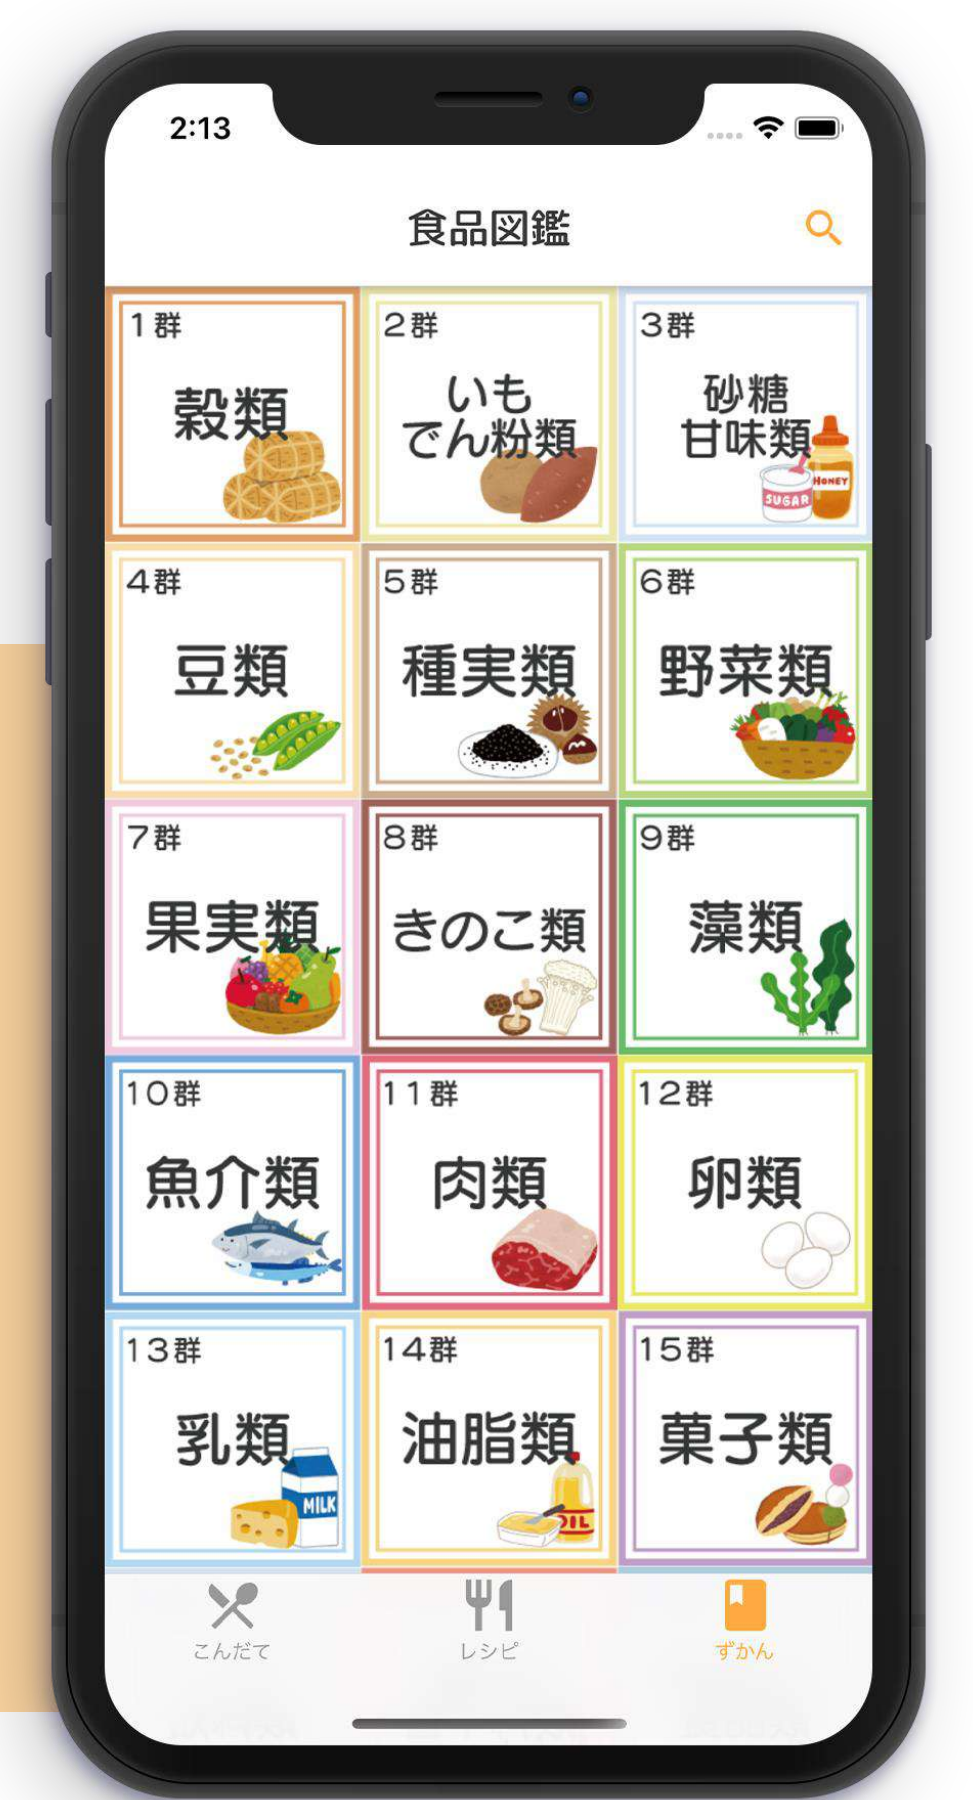 2:13
食品図鑑
1群
穀類
2群
いも
でん粉類
3群
砂糖
甘味類
SUGAR
HONEY
4群
豆類
5群
種実類
6群
野菜類
7群
果実類
8群
きのこ類
9群
藻類
10群
魚介類
11群
肉類
12群
卵類
13群
乳類
MILK
14群
油脂類
OIL
15群
菓子類
こんだて
レシピ
ずかん